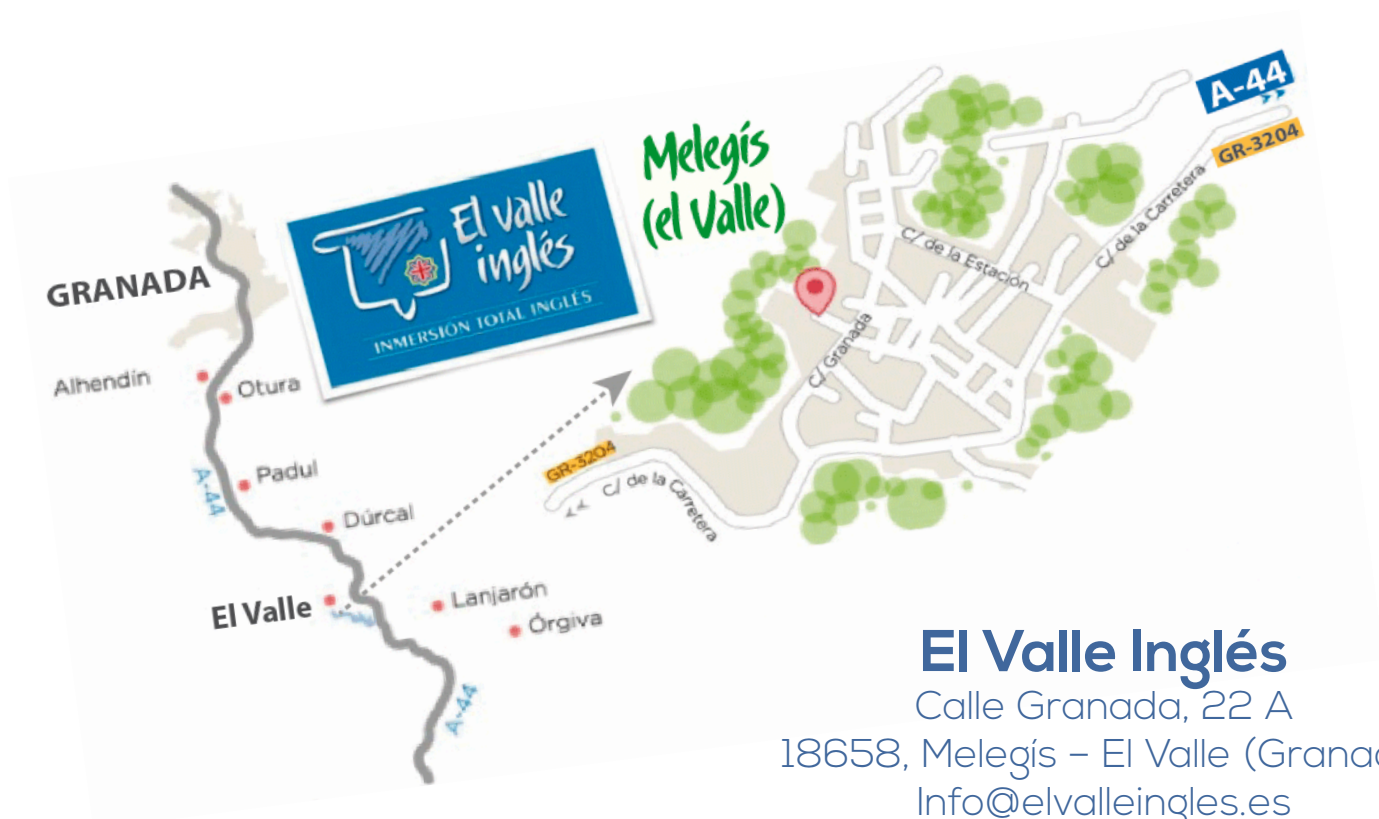 GRANADA
Alhendín
Otura
Padul
A-44
Dúrcal
El Valle
Lanjarón
Órgiva
A-44
El valle
inglés
INMERSIÓN TOTAL INGLÉS
Melegís
(el Valle)
A-44
GR-3204
C/ de la Carretera
C/ de la Estación
C/ Granada
GR-3204
C/ de la Carretera
El Valle Inglés
Calle Granada, 22 A
18658, Melegís – El Valle (Grana
Info@elvalleingles.es